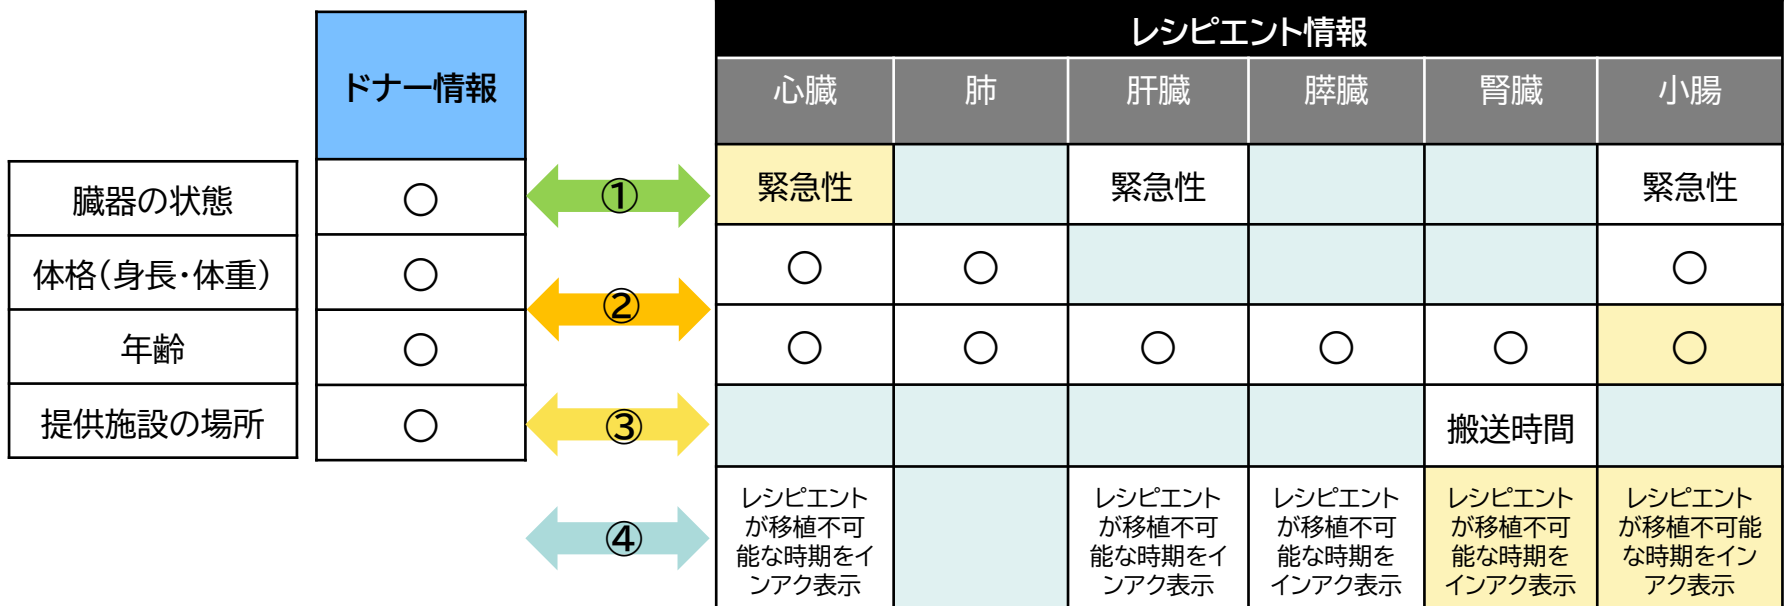 レシピエント情報
ドナー情報
心臓 肺 肝臓 膵臓 腎臓 小腸
臓器の状態 ○ ① 緊急性 緊急性 緊急性
体格(身長・体重) ○ ○ ○ ○
②
年齢 ○ ○ ○ ○ ○ ○ ○
提供施設の場所 ○ ③ 搬送時間
④
レシピエント
が移植不可
能な時期をイ
ンアク表示
レシピエント
が移植不可
能な時期をイ
ンアク表示
レシピエント
が移植不可
能な時期を
インアク表示
レシピエント
が移植不可
能な時期を
インアク表示
レシピエント
が移植不可能
な時期をイン
アク表示